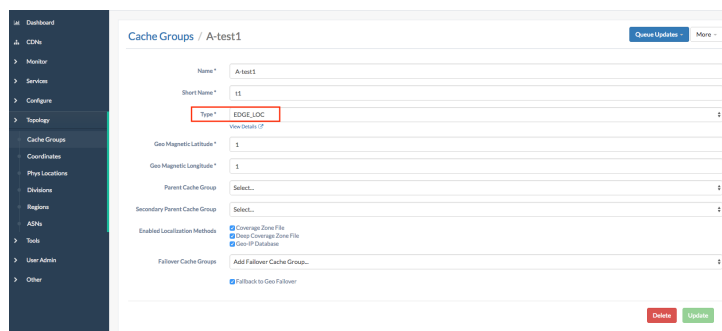 Dashboard
CDNs
Monitor
Services
Configure
Topology
Cache Groups
Coordinates
Phys Locations
Divisions
Regions
ASNs
Tools
User Admin
Other
Cache Groups / A-test1
Queue Updates
More
Name *
A-test1
Short Name *
t1
Type *
EDGE_LOC
View Details
Geo Magnetic Latitude *
1
Geo Magnetic Longitude *
1
Parent Cache Group
Select...
Secondary Parent Cache Group
Select...
Enabled Localization Methods
Coverage Zone File
Deep Coverage Zone File
Geo-IP Database
Failover Cache Groups
Add Failover Cache Group...
Fallback to Geo Failover
Delete
Update